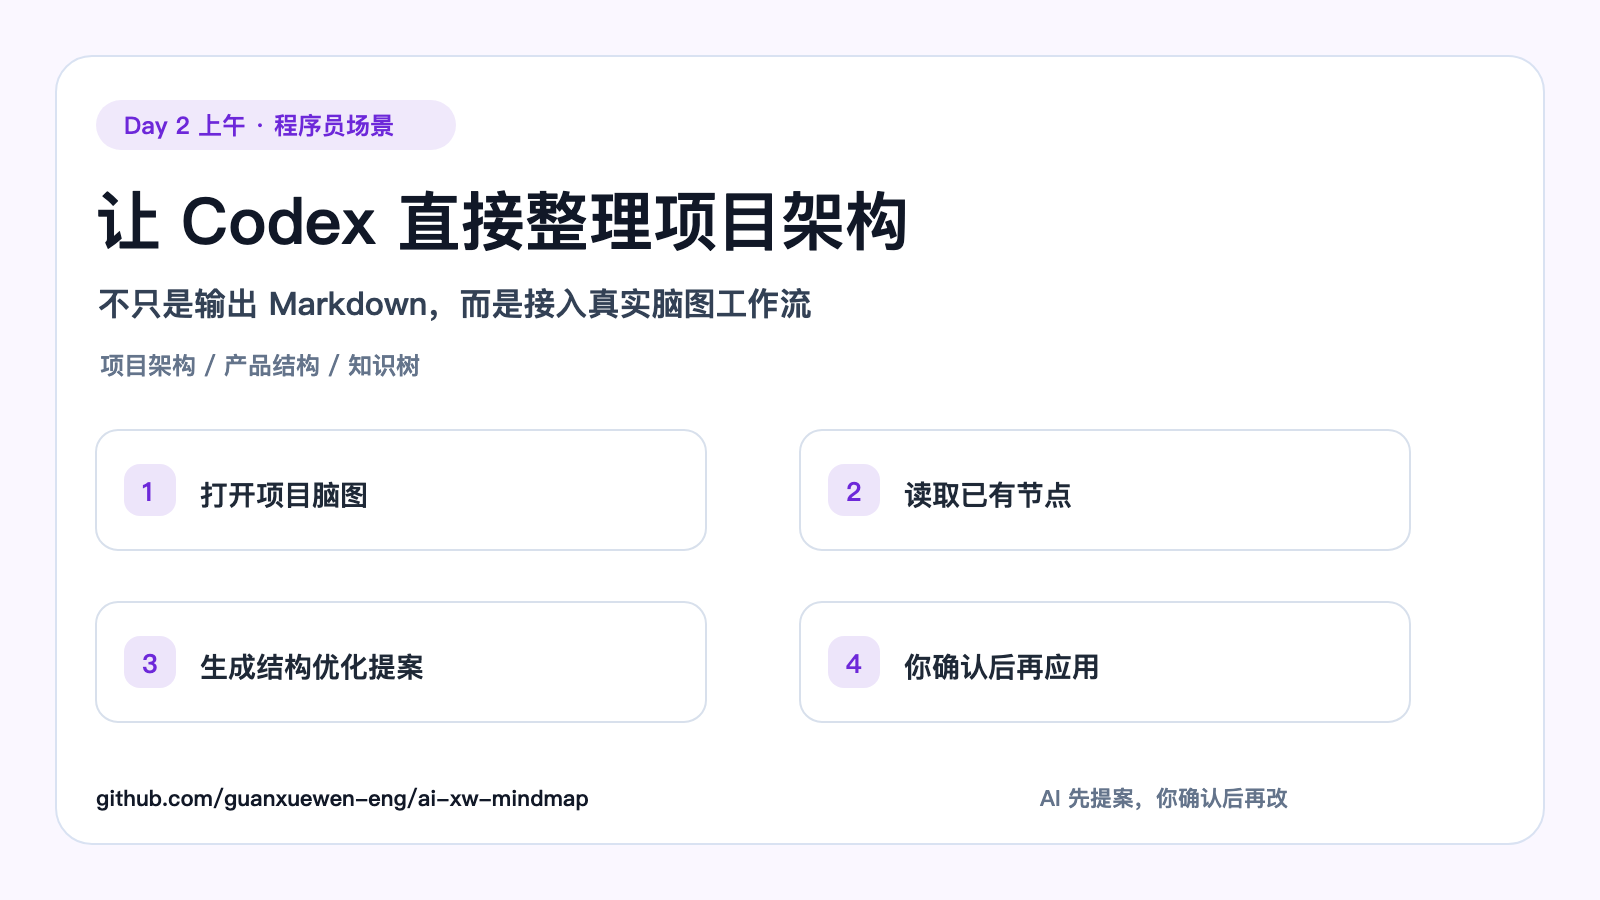 Day 2 上午 · 程序员场景
让 Codex 直接整理项目架构
不只是输出 Markdown，而是接入真实脑图工作流
项目架构 / 产品结构 / 知识树
1 打开项目脑图
2 读取已有节点
3 生成结构优化提案
4 你确认后再应用
github.com/guanxuewen-eng/ai-xw-mindmap
AI 先提案，你确认后再改